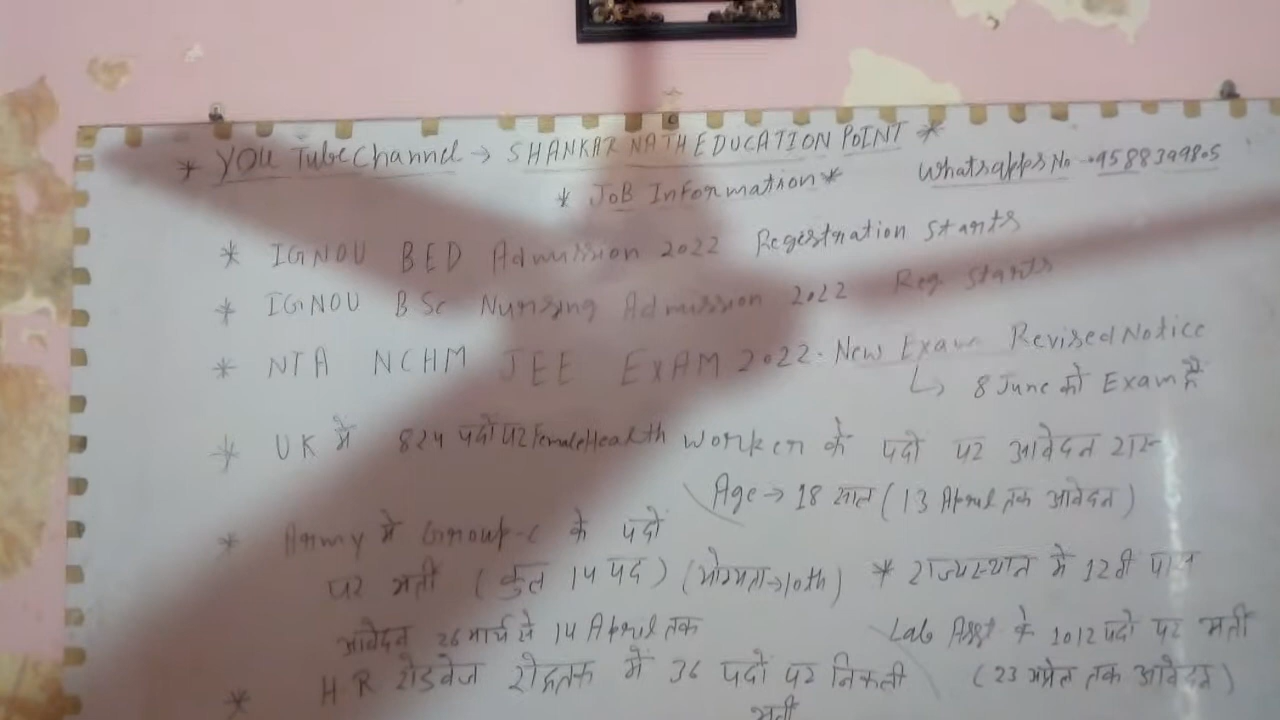 * YOU Tube Channel → SHANKAR NATH EDUCATION POINT *
* JOB Information *
Whatsapps No - 9588399805
* IGNOU BED Admission 2022 Registration Starts
* IGNOU BSc Nursing Admission 2022 Reg Starts
* NTA NCHM JEE EXAM 2022 - New Exam Revised Notice
↳ 8 June को Exam है
* UK में 824 पदों पर Female Health Worker के पदों पर आवेदन
Age → 18 साल ( 13 April तक आवेदन )
* Army में Group-C के पदों
पर भर्ती ( कुल 14 पद ) ( योग्यता → 10th )
आवेदन 26 मार्च से 14 April तक
* राज्यस्थान में 12वी पास
Lab Asst के 1012 पदों पर भर्ती
( 23 अप्रेल तक आवेदन )
* HR रोडवेज रोहतक में 36 पदों पर निकली
भर्ती